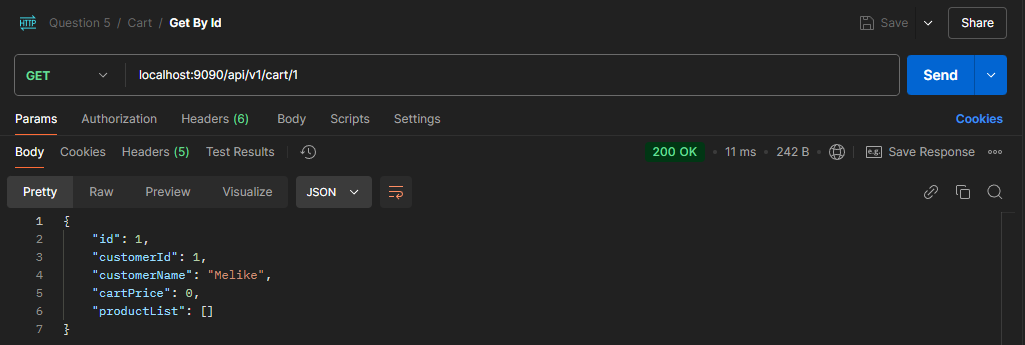 HTTP Question 5 / Cart / Get By Id Save Share
GET localhost:9090/api/v1/cart/1 Send
Params Authorization Headers (6) Body Scripts Settings Cookies
Body Cookies Headers (5) Test Results 200 OK 11 ms 242 B e.g. Save Response
Pretty Raw Preview Visualize JSON
1 {
2 "id": 1,
3 "customerId": 1,
4 "customerName": "Melike",
5 "cartPrice": 0,
6 "productList": []
7 }